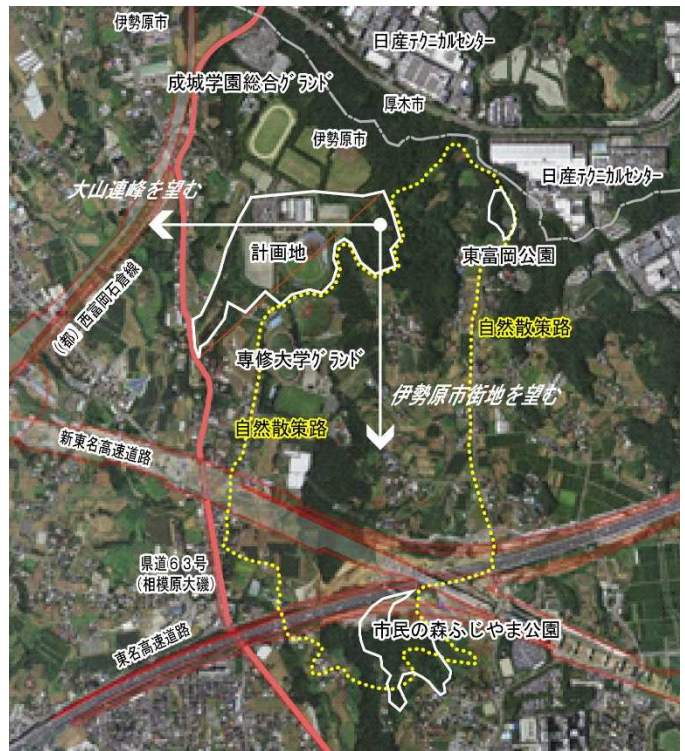 伊勢原市
日産テクニカルセンター
成城学園総合グランド
厚木市
伊勢原市
日産テクニカルセンター
大山連峰を望む
計画地
東富岡公園
(都)西富岡石倉線
自然散策路
専修大学グランド
伊勢原市街地を望む
自然散策路
新東名高速道路
県道63号
(相模原大磯)
市民の森ふじやま公園
東名高速道路